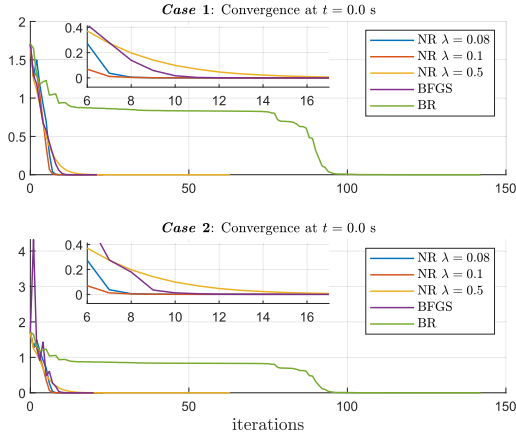 Case 1: Convergence at t = 0.0 s
2
1.5
1
0.5
0
0.4
0.2
0
6 8 10 12 14 16
NR λ = 0.08
NR λ = 0.1
NR λ = 0.5
BFGS
BR
0 50 100 150
Case 2: Convergence at t = 0.0 s
4
3
2
1
0
0.4
0.2
0
6 8 10 12 14 16
NR λ = 0.08
NR λ = 0.1
NR λ = 0.5
BFGS
BR
0 50 100 150
iterations